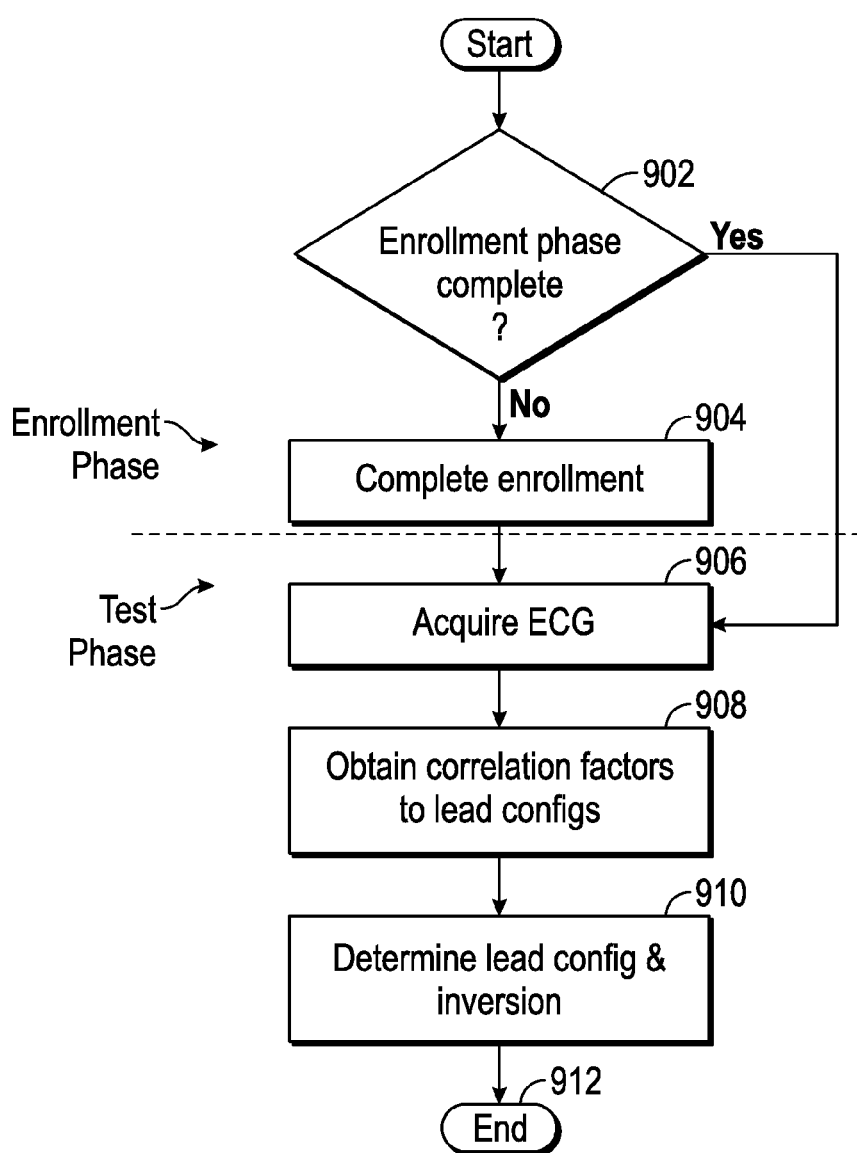 Start
902
Enrollment phase
complete
?
Yes
No
Enrollment
Phase
904
Complete enrollment
906
Test
Phase
Acquire ECG
908
Obtain correlation factors
to lead configs
910
Determine lead config &
inversion
912
End